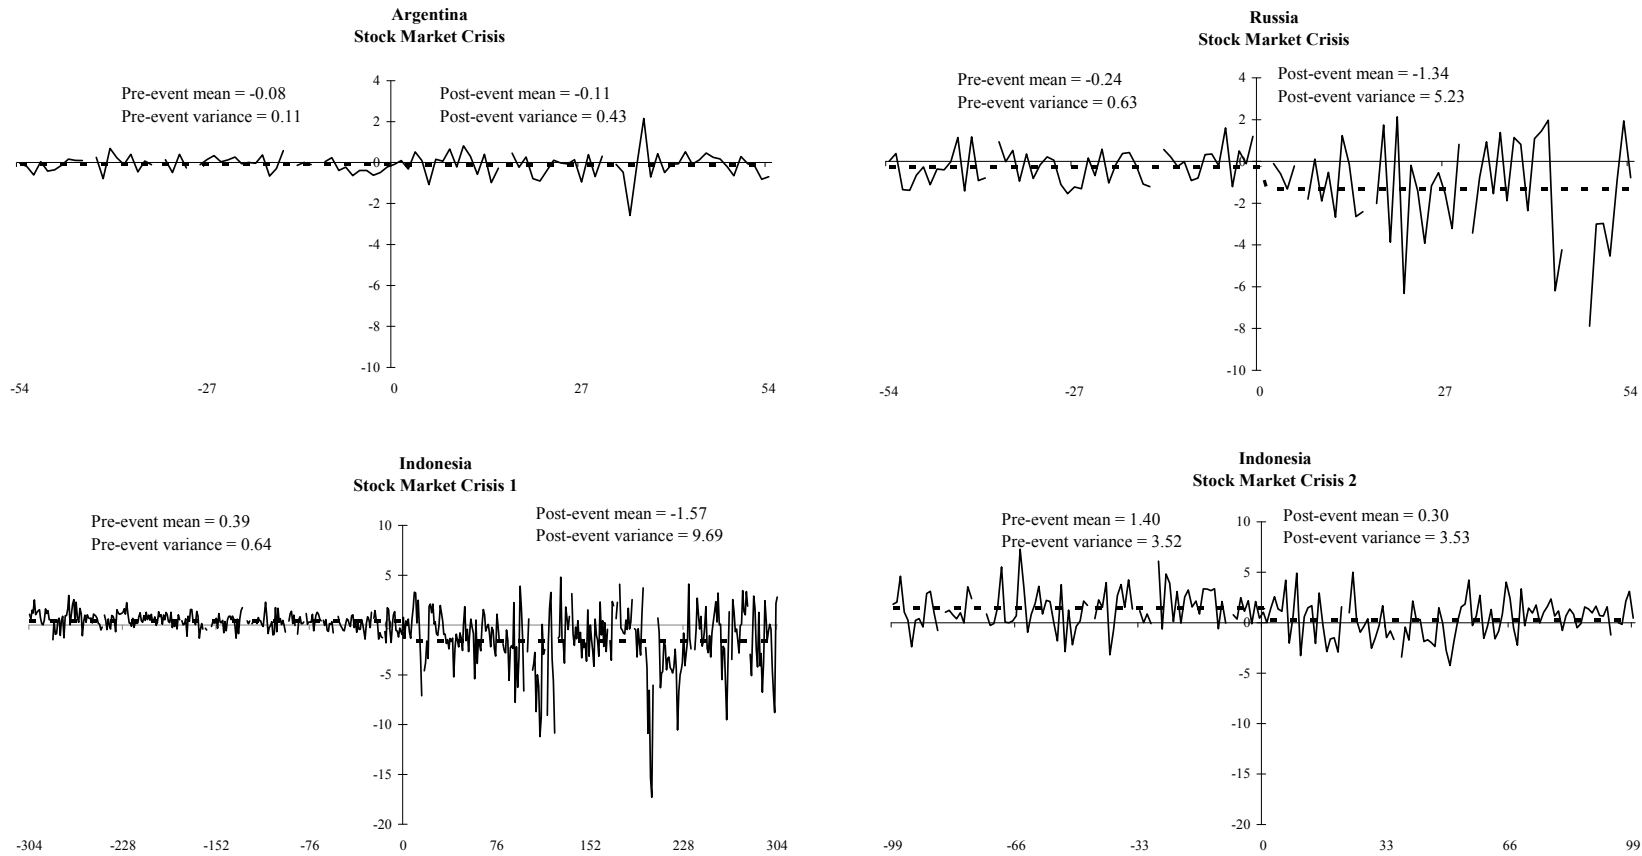 Argentina
Stock Market Crisis
Pre-event mean = -0.08
Pre-event variance = 0.11
Post-event mean = -0.11
Post-event variance = 0.43
4
2
0
-2
-4
-6
-8
-10
-54
-27
0
27
54
Russia
Stock Market Crisis
Pre-event mean = -0.24
Pre-event variance = 0.63
Post-event mean = -1.34
Post-event variance = 5.23
4
2
0
-2
-4
-6
-8
-10
-54
-27
0
27
54
Indonesia
Stock Market Crisis 1
Pre-event mean = 0.39
Pre-event variance = 0.64
Post-event mean = -1.57
Post-event variance = 9.69
10
5
0
-5
-10
-15
-20
-304
-228
-152
-76
0
76
152
228
304
Indonesia
Stock Market Crisis 2
Pre-event mean = 1.40
Pre-event variance = 3.52
Post-event mean = 0.30
Post-event variance = 3.53
10
5
0
-5
-10
-15
-20
-99
-66
-33
0
33
66
99